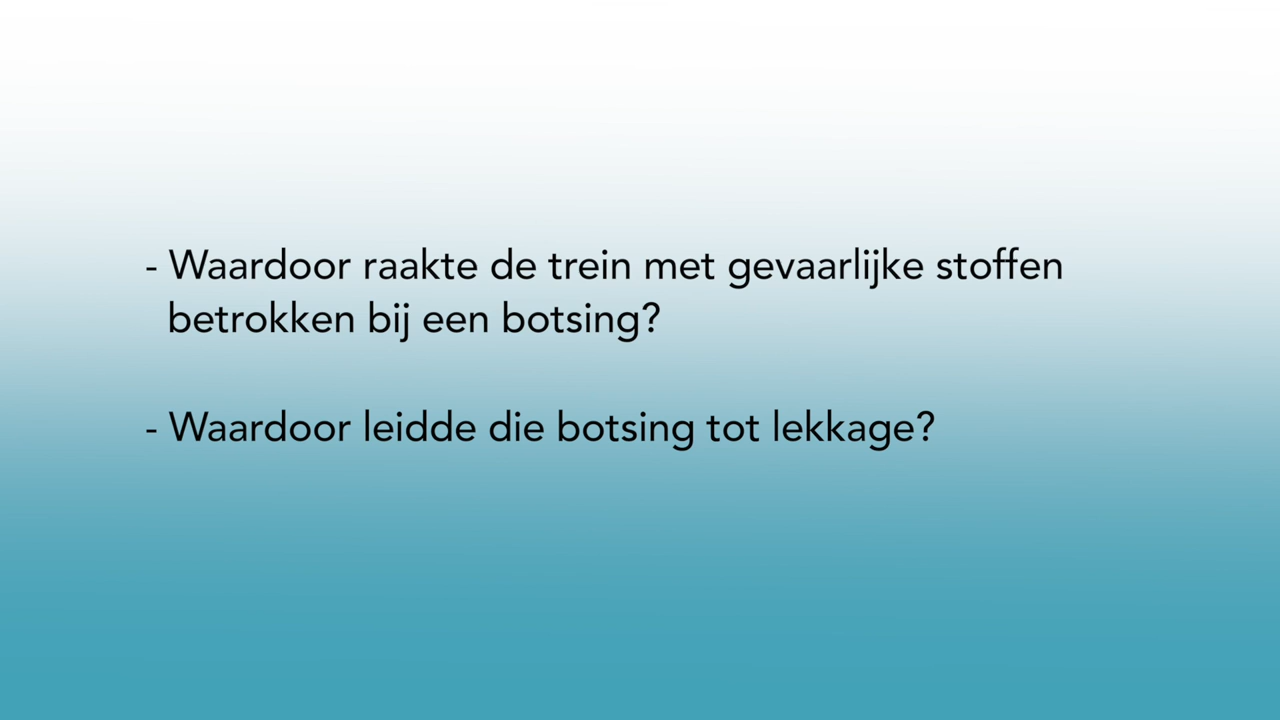 - Waardoor raakte de trein met gevaarlijke stoffen
betrokken bij een botsing?
- Waardoor leidde die botsing tot lekkage?